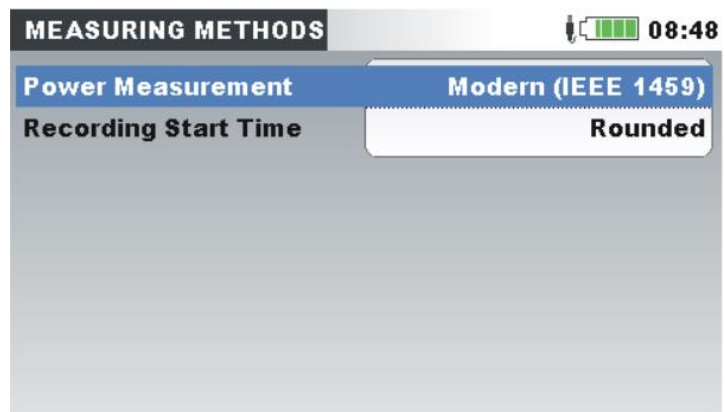 MEASURING METHODS 08:48
Power Measurement Modern (IEEE 1459)
Recording Start Time Rounded